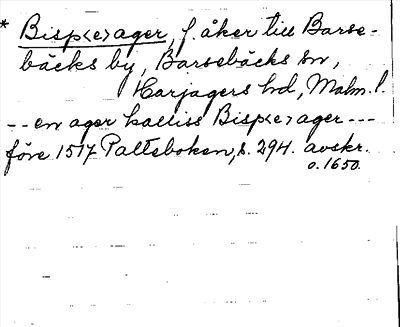 * Bisp<e>ager, f. åker till Barse-
bäcks by, Barsebäcks sn,
Harjagers hd, Malm. l.
-- en ager kalliss Bisp<e>ager ---
före 1517 Palteboken, s. 294. avskr.
o. 1650.